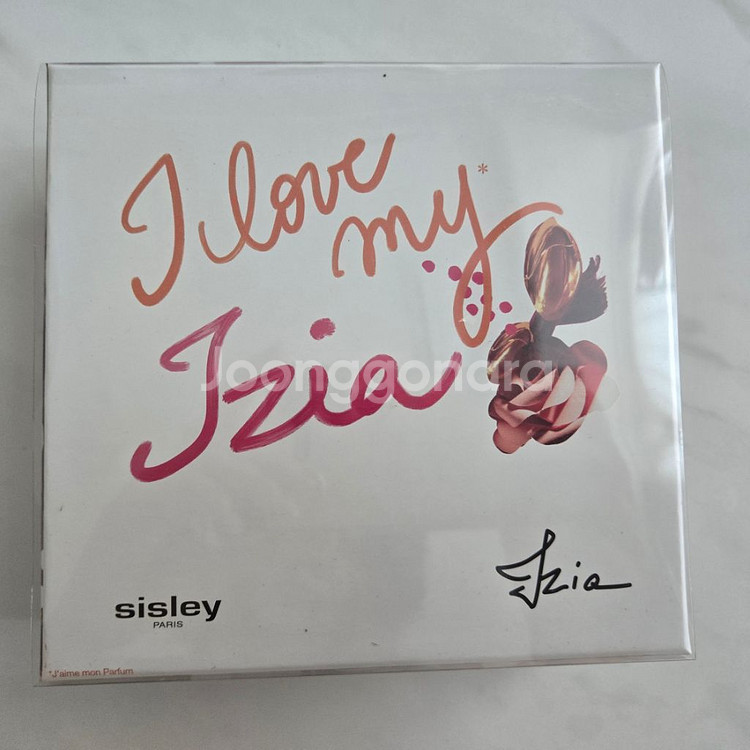 I love
my*
Izia
Joonggonara
Izia
sisley
PARIS
*J'aime mon Parfum